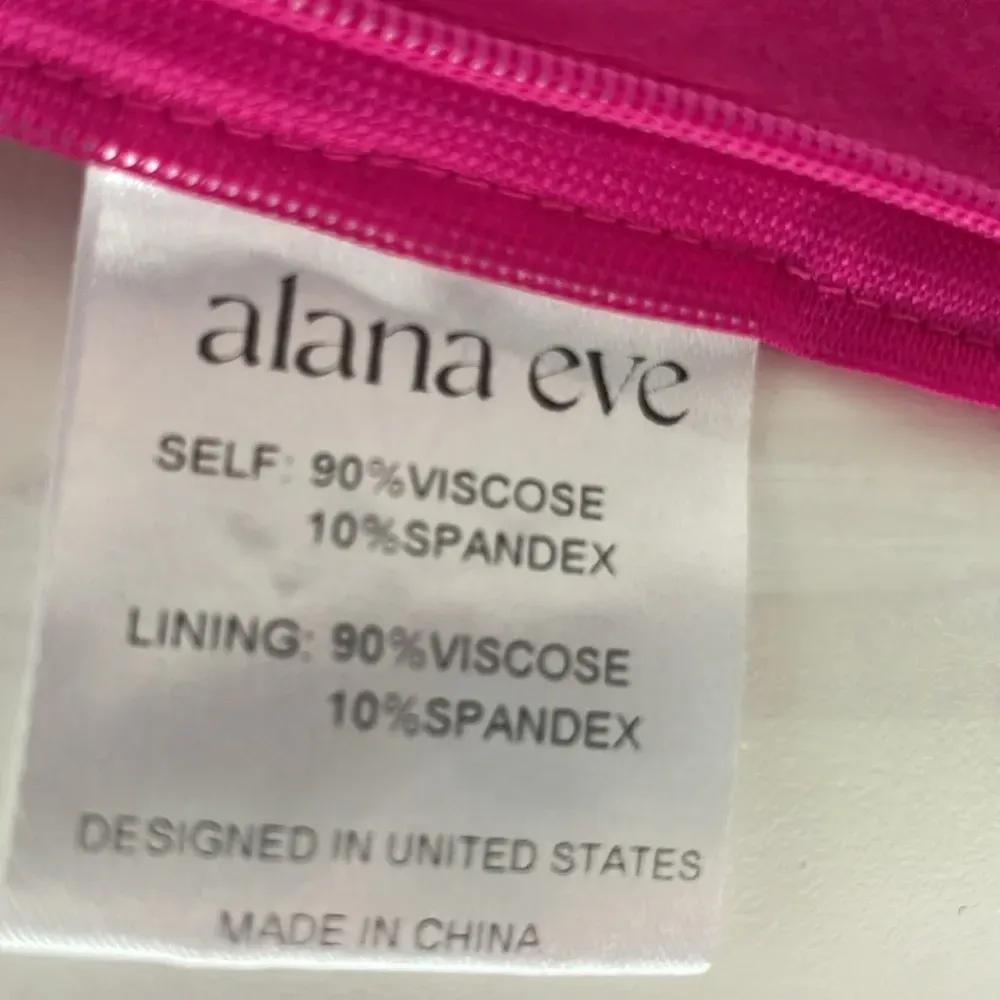 alana eve
SELF: 90%VISCOSE
10%SPANDEX
LINING: 90%VISCOSE
10%SPANDEX
DESIGNED IN UNITED STATES
MADE IN CHINA